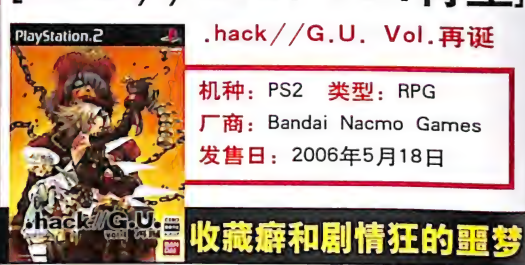 PlayStation.2
.hack//G.U. Vol.再诞
机种：PS2 类型：RPG
厂商：Bandai Nacmo Games
发售日：2006年5月18日
.hack//G.U.
收藏癖和剧情狂的噩梦